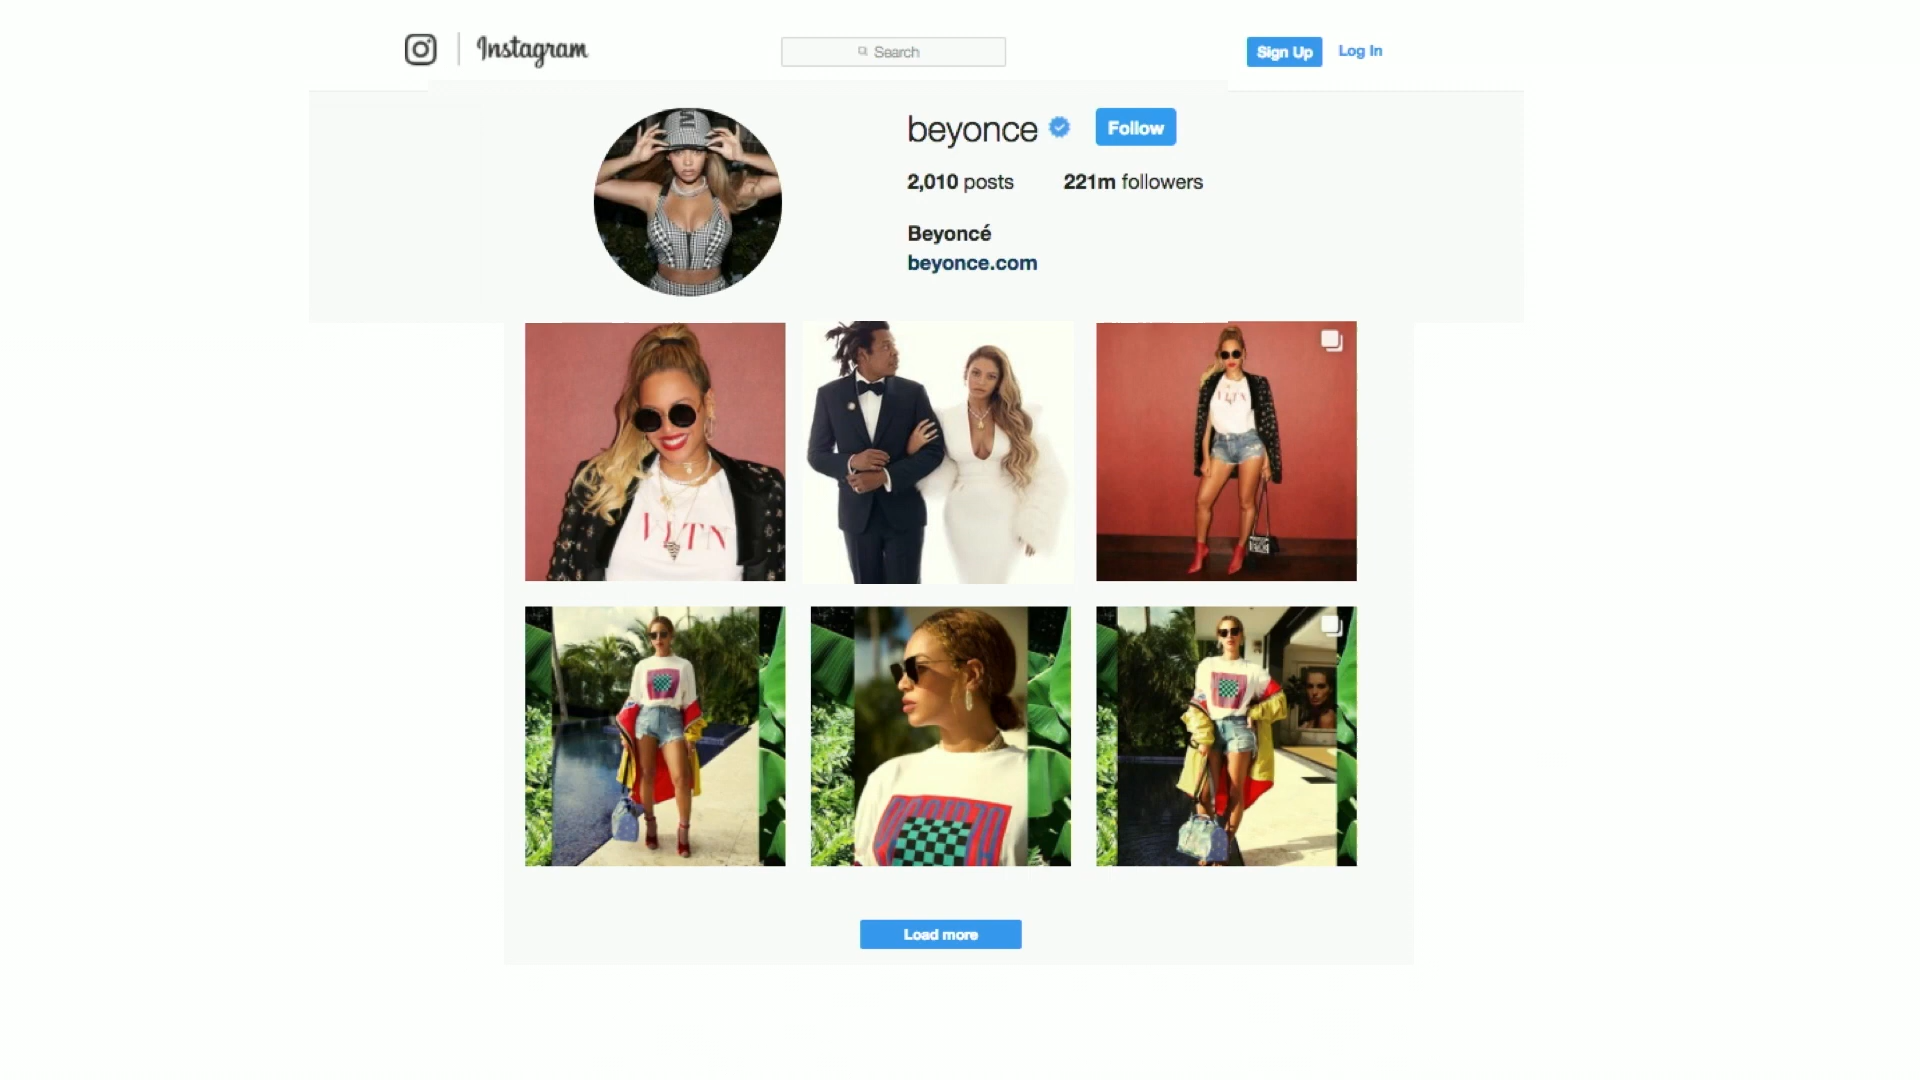 Instagram
Search
Sign Up
Log In
beyonce
Follow
2,010 posts
221m followers
Beyoncé
beyonce.com
VLTN
VLTN
Load more